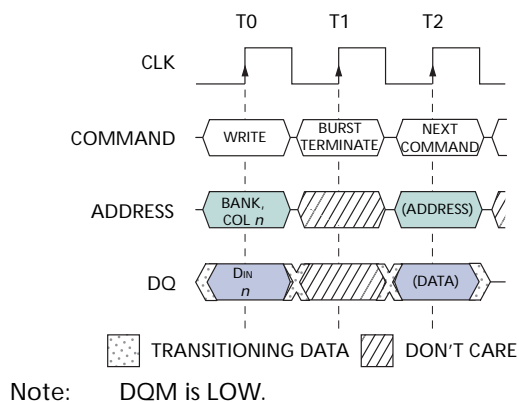 T0 T1 T2
CLK
COMMAND WRITE BURST TERMINATE NEXT COMMAND
ADDRESS BANK, COL n (ADDRESS)
DQ DIN n (DATA)
TRANSITIONING DATA DON'T CARE
Note: DQM is LOW.